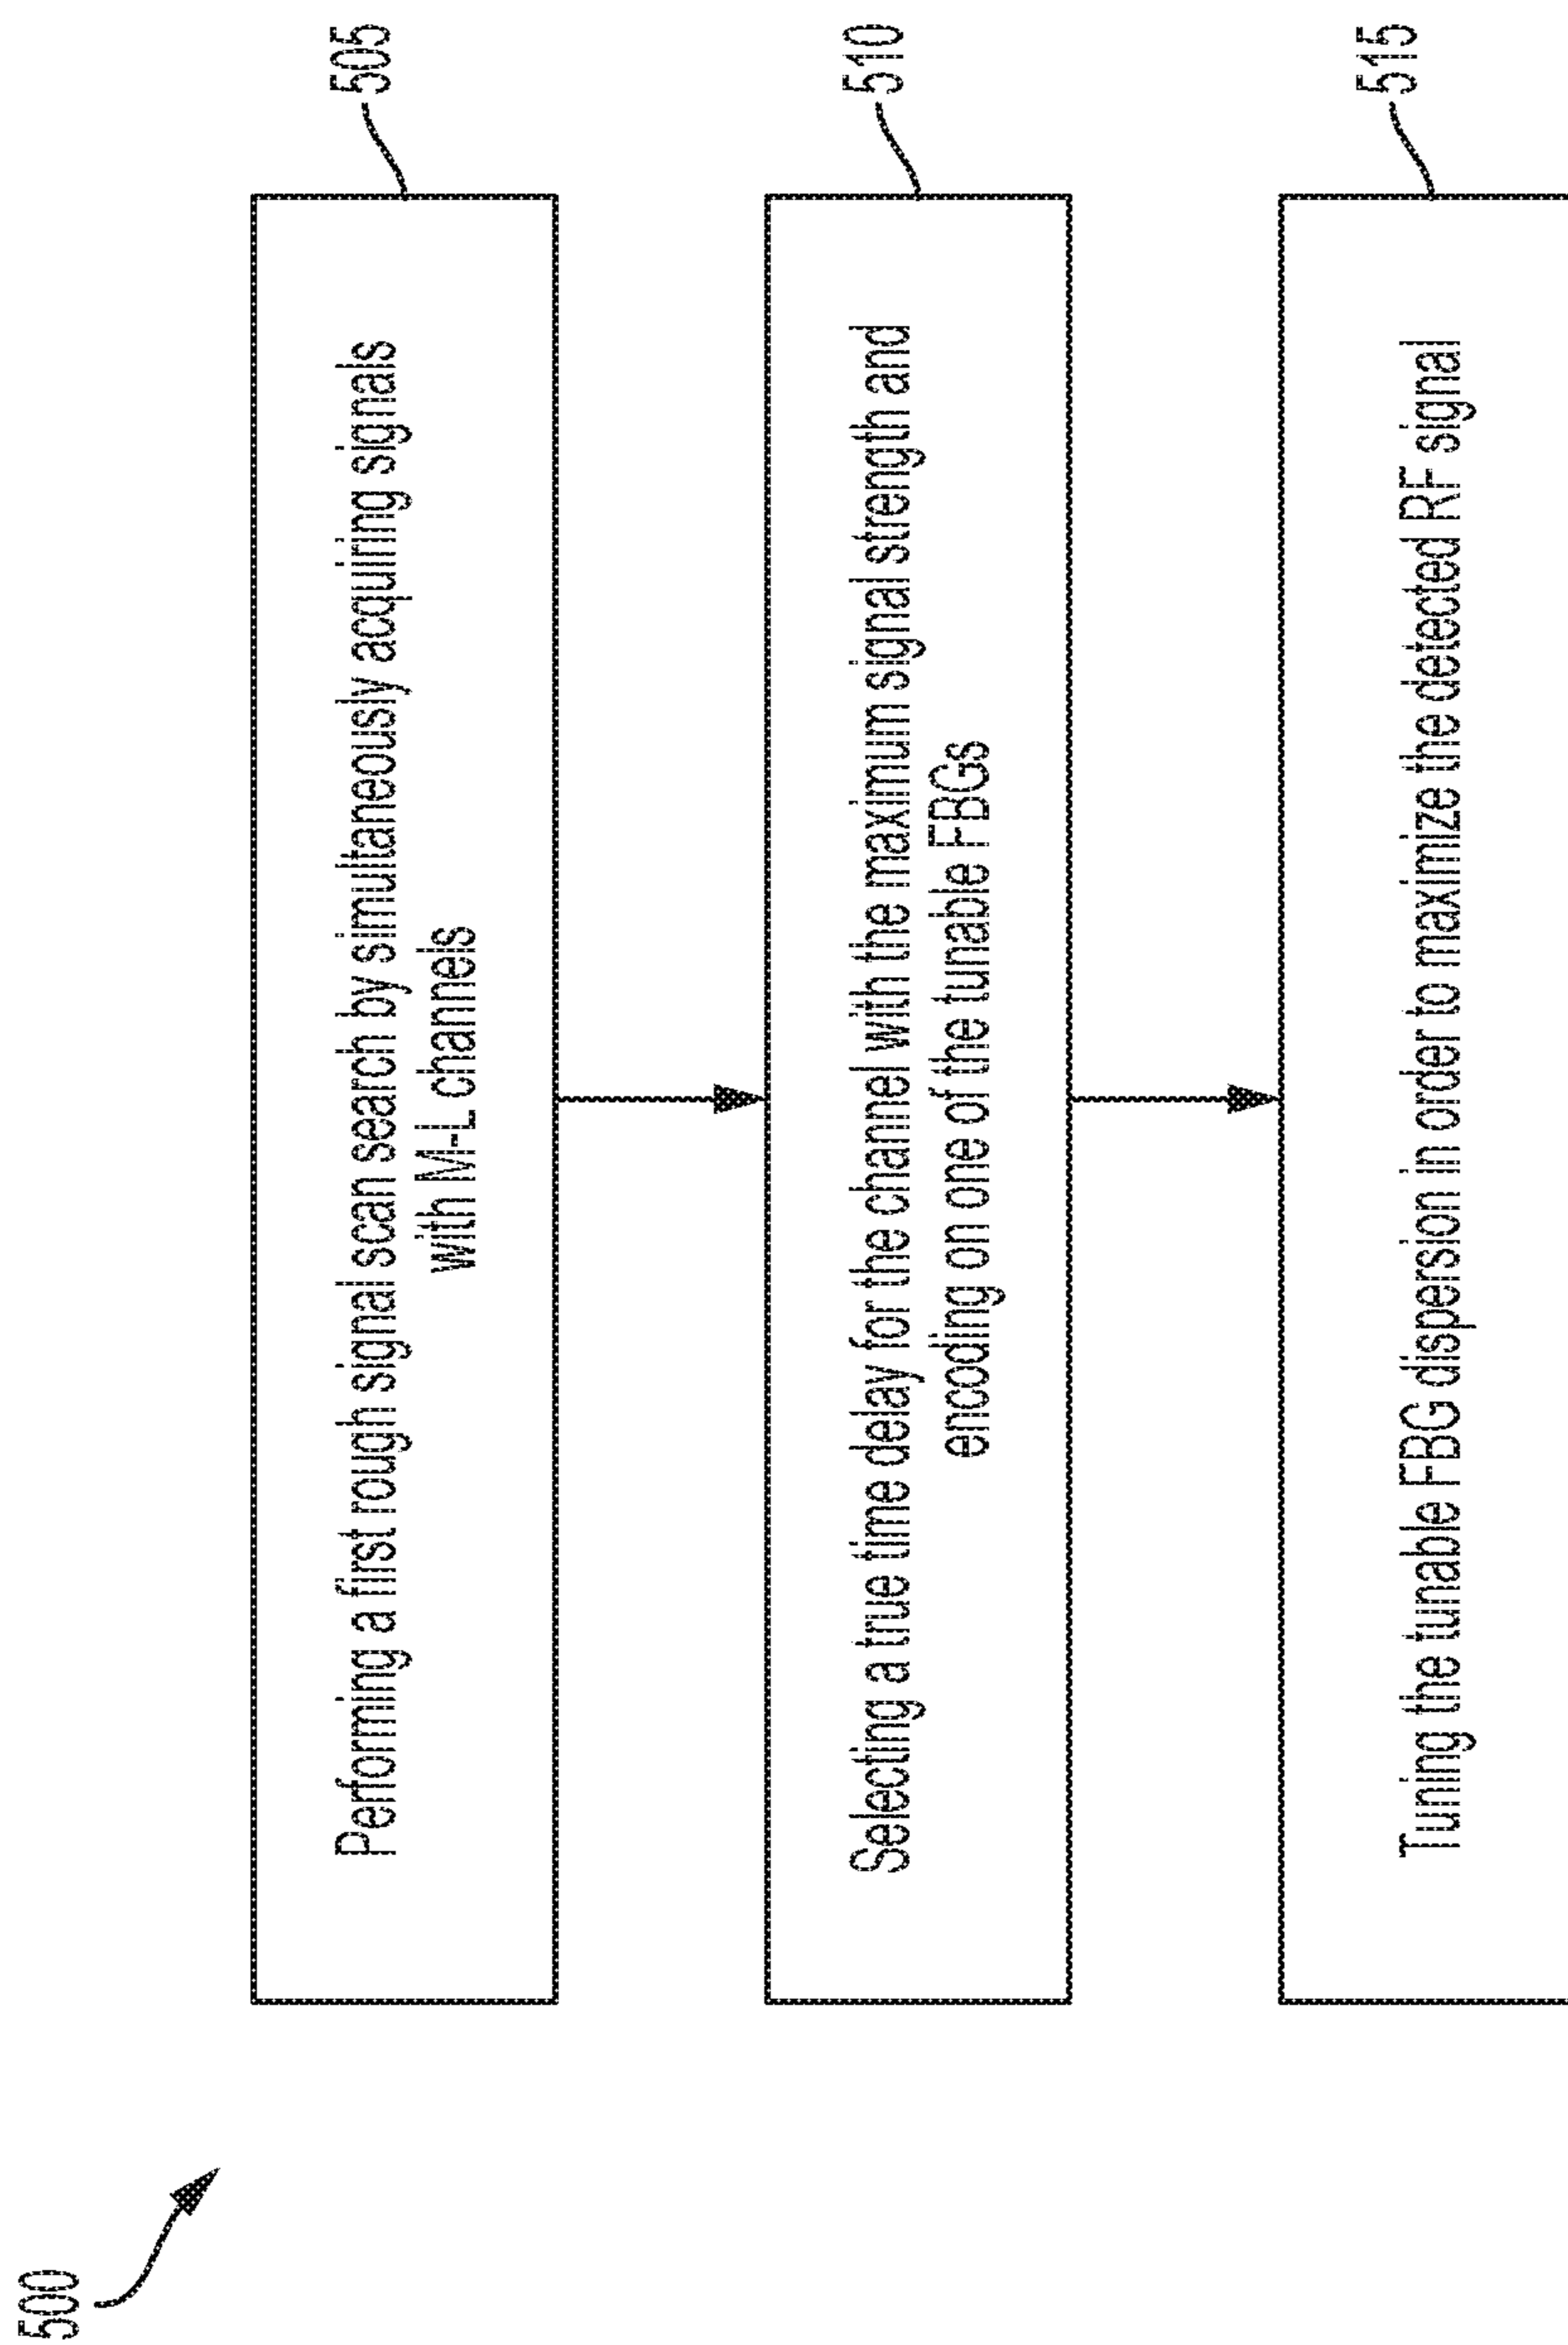 500
Performing a first rough signal scan search by simultaneously acquiring signals
with M-L channels
505
Selecting a true time delay for the channel with the maximum signal strength and
encoding on one of the tunable FBGs
510
Tuning the tunable FBG dispersion in order to maximize the detected RF signal
515